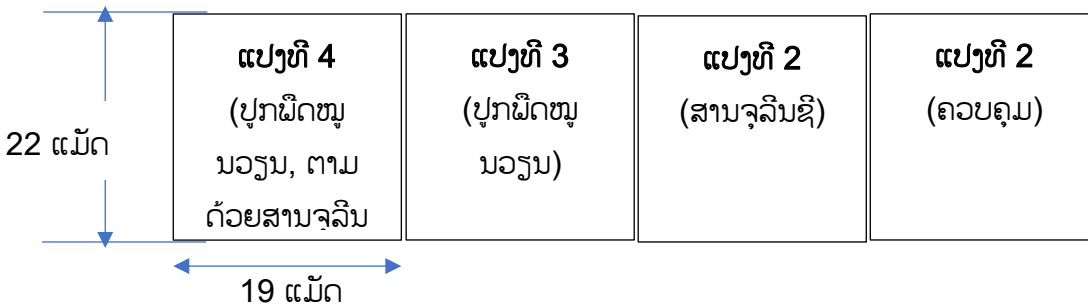 ແປງທີ 4
(ປູກພືດໝູ
ນວຽນ, ຕາມ
ດ້ວຍສານຈຸລິນ
ແປງທີ 3
(ປູກພືດໝູ
ນວຽນ)
ແປງທີ 2
(ສານຈຸລິນຊີ)
ແປງທີ 2
(ຄວບຄຸມ)
22 ແມັດ
19 ແມັດ